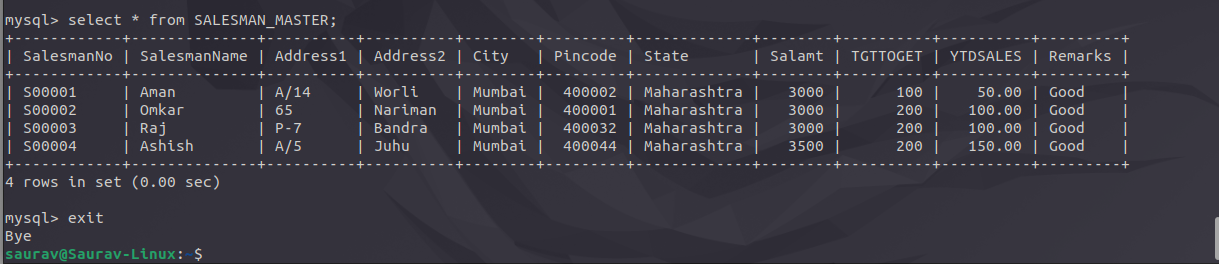 mysql> select * from SALESMAN_MASTER;
+------------+--------------+----------+----------+--------+---------+-------------+--------+----------+----------+---------+
| SalesmanNo | SalesmanName | Address1 | Address2 | City   | Pincode | State       | Salamt | TGTTOGET | YTDSALES | Remarks |
+------------+--------------+----------+----------+--------+---------+-------------+--------+----------+----------+---------+
| S00001     | Aman         | A/14     | Worli    | Mumbai |  400002 | Maharashtra |   3000 |      100 |    50.00 | Good    |
| S00002     | Omkar        | 65       | Nariman  | Mumbai |  400001 | Maharashtra |   3000 |      200 |   100.00 | Good    |
| S00003     | Raj          | P-7      | Bandra   | Mumbai |  400032 | Maharashtra |   3000 |      200 |   100.00 | Good    |
| S00004     | Ashish       | A/5      | Juhu     | Mumbai |  400044 | Maharashtra |   3500 |      200 |   150.00 | Good    |
+------------+--------------+----------+----------+--------+---------+-------------+--------+----------+----------+---------+
4 rows in set (0.00 sec)
mysql> exit
Bye
saurav@Saurav-Linux:~$